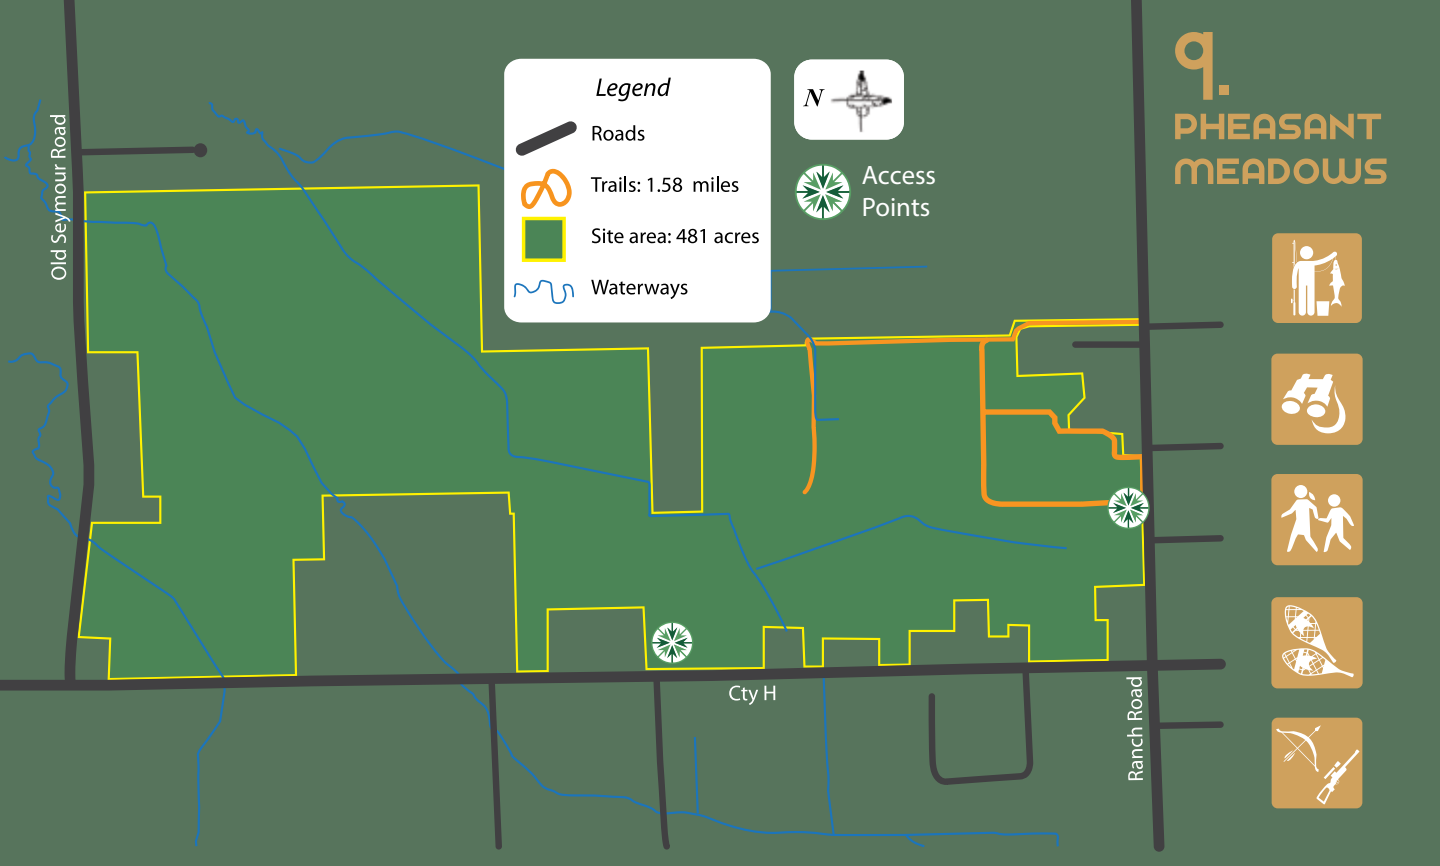 Legend
Roads
Trails: 1.58 miles
Site area: 481 acres
Waterways
N
Access
Points
9.
PHEASANT
MEADOWS
Old Seymour Road
Cty H
Ranch Road